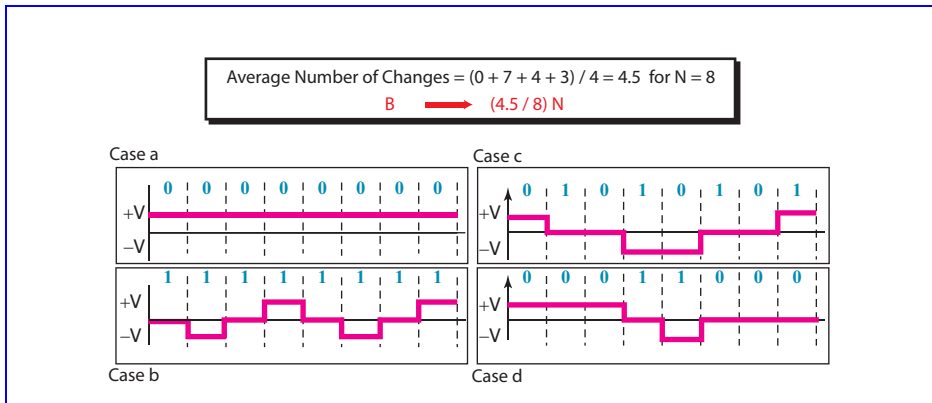 Average Number of Changes = (0 + 7 + 4 + 3) / 4 = 4.5 for N = 8
B (4.5 / 8) N
Case a
0 0 0 0 0 0 0 0
+V
−V
Case c
0 1 0 1 0 1 0 1
+V
−V
1 1 1 1 1 1 1 1
+V
−V
Case b
0 0 0 1 1 0 0 0
+V
−V
Case d